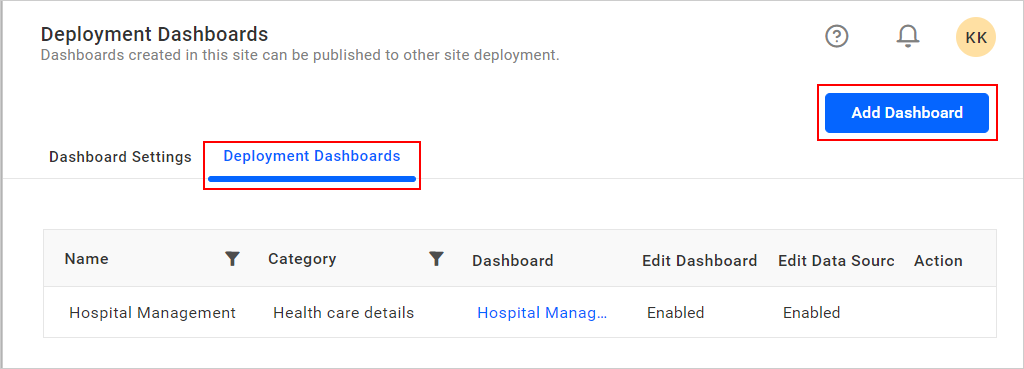 Deployment Dashboards
Dashboards created in this site can be published to other site deployment.
KK
Add Dashboard
Dashboard Settings Deployment Dashboards
Name Category Dashboard Edit Dashboard Edit Data Sourc Action
Hospital Management Health care details Hospital Manag... Enabled Enabled